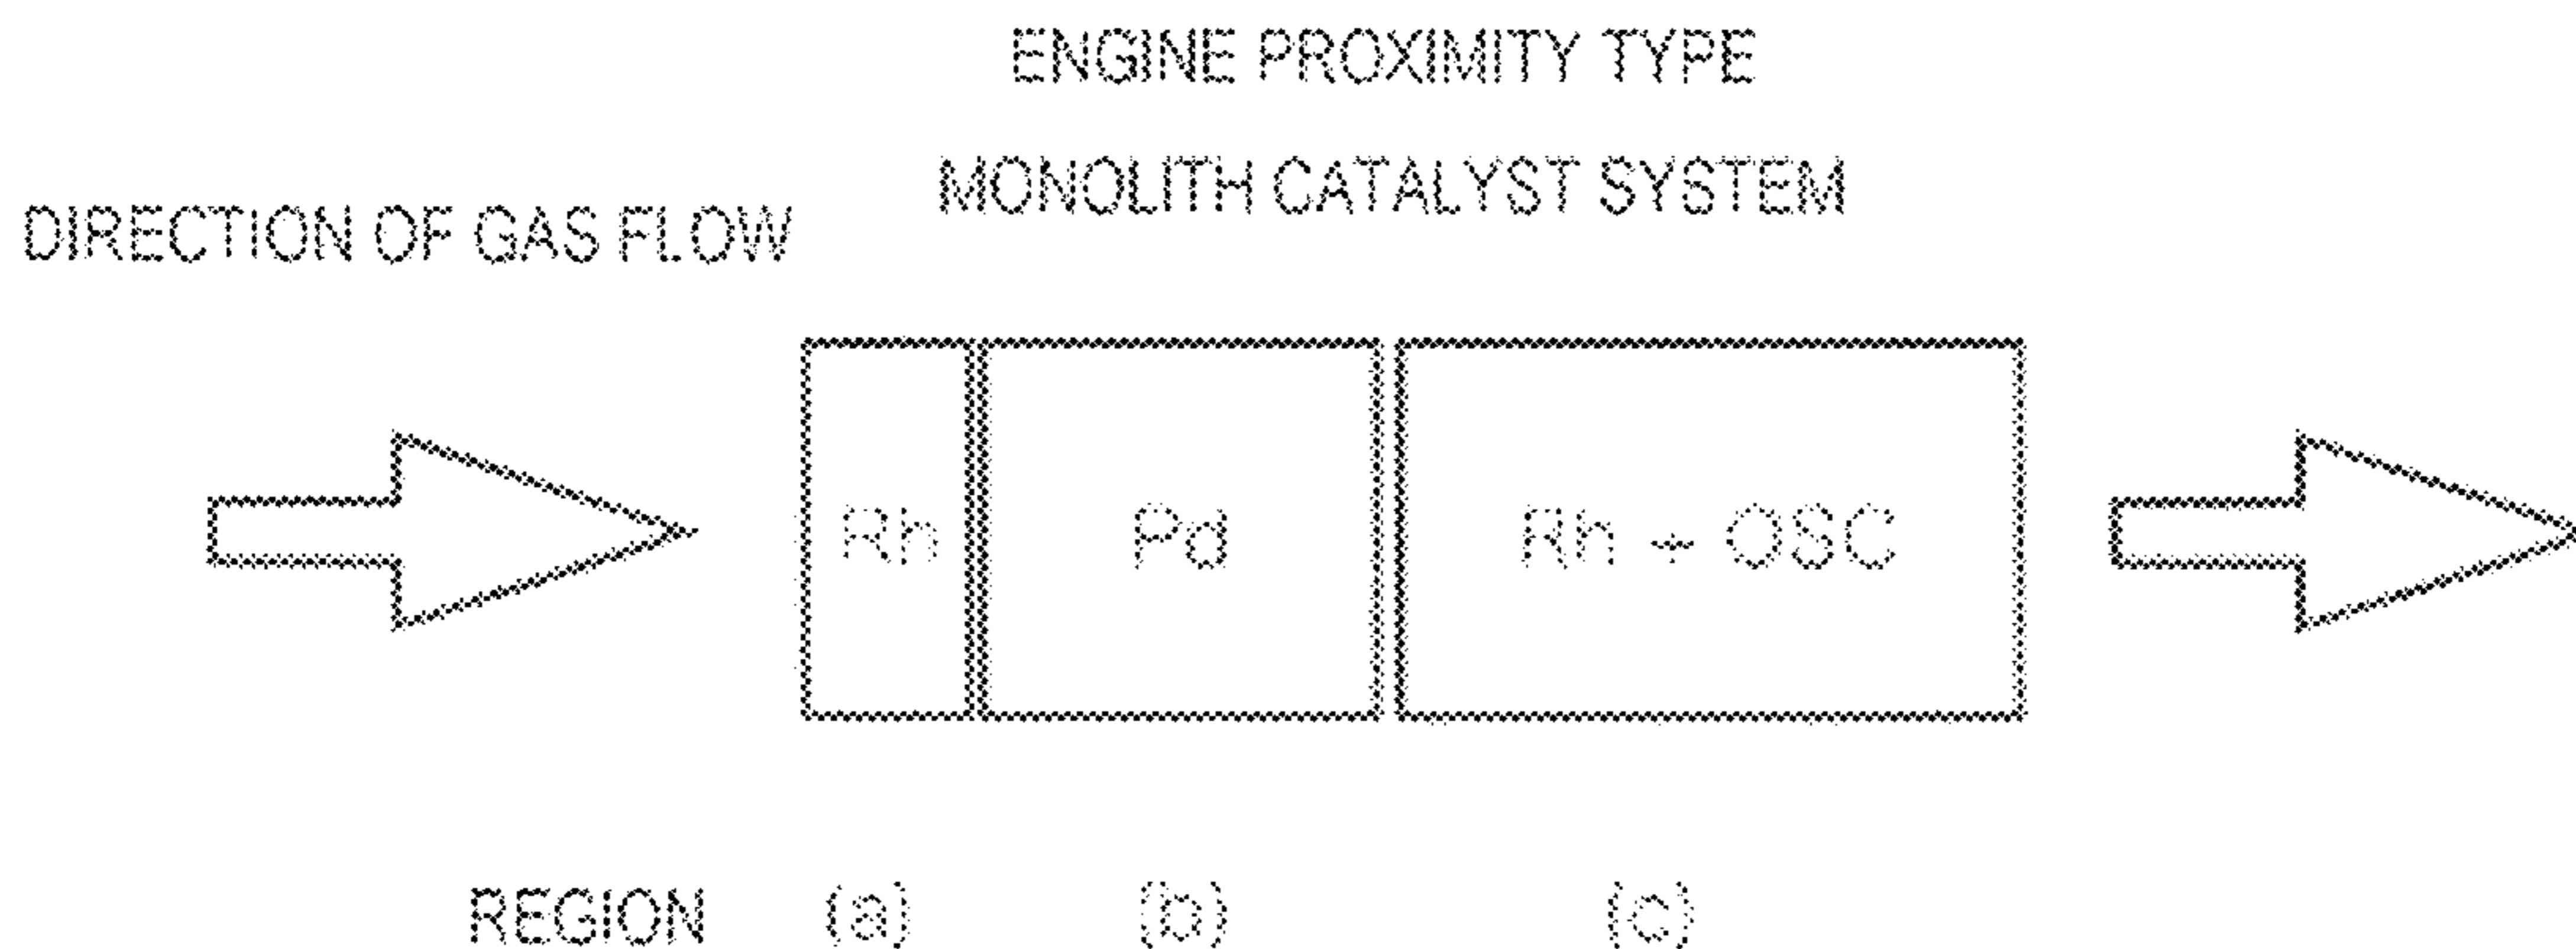 ENGINE PROXIMITY TYPE
MONOLITH CATALYST SYSTEM
DIRECTION OF GAS FLOW
Rh Pd Rh + OSC
REGION (a) (b) (c)